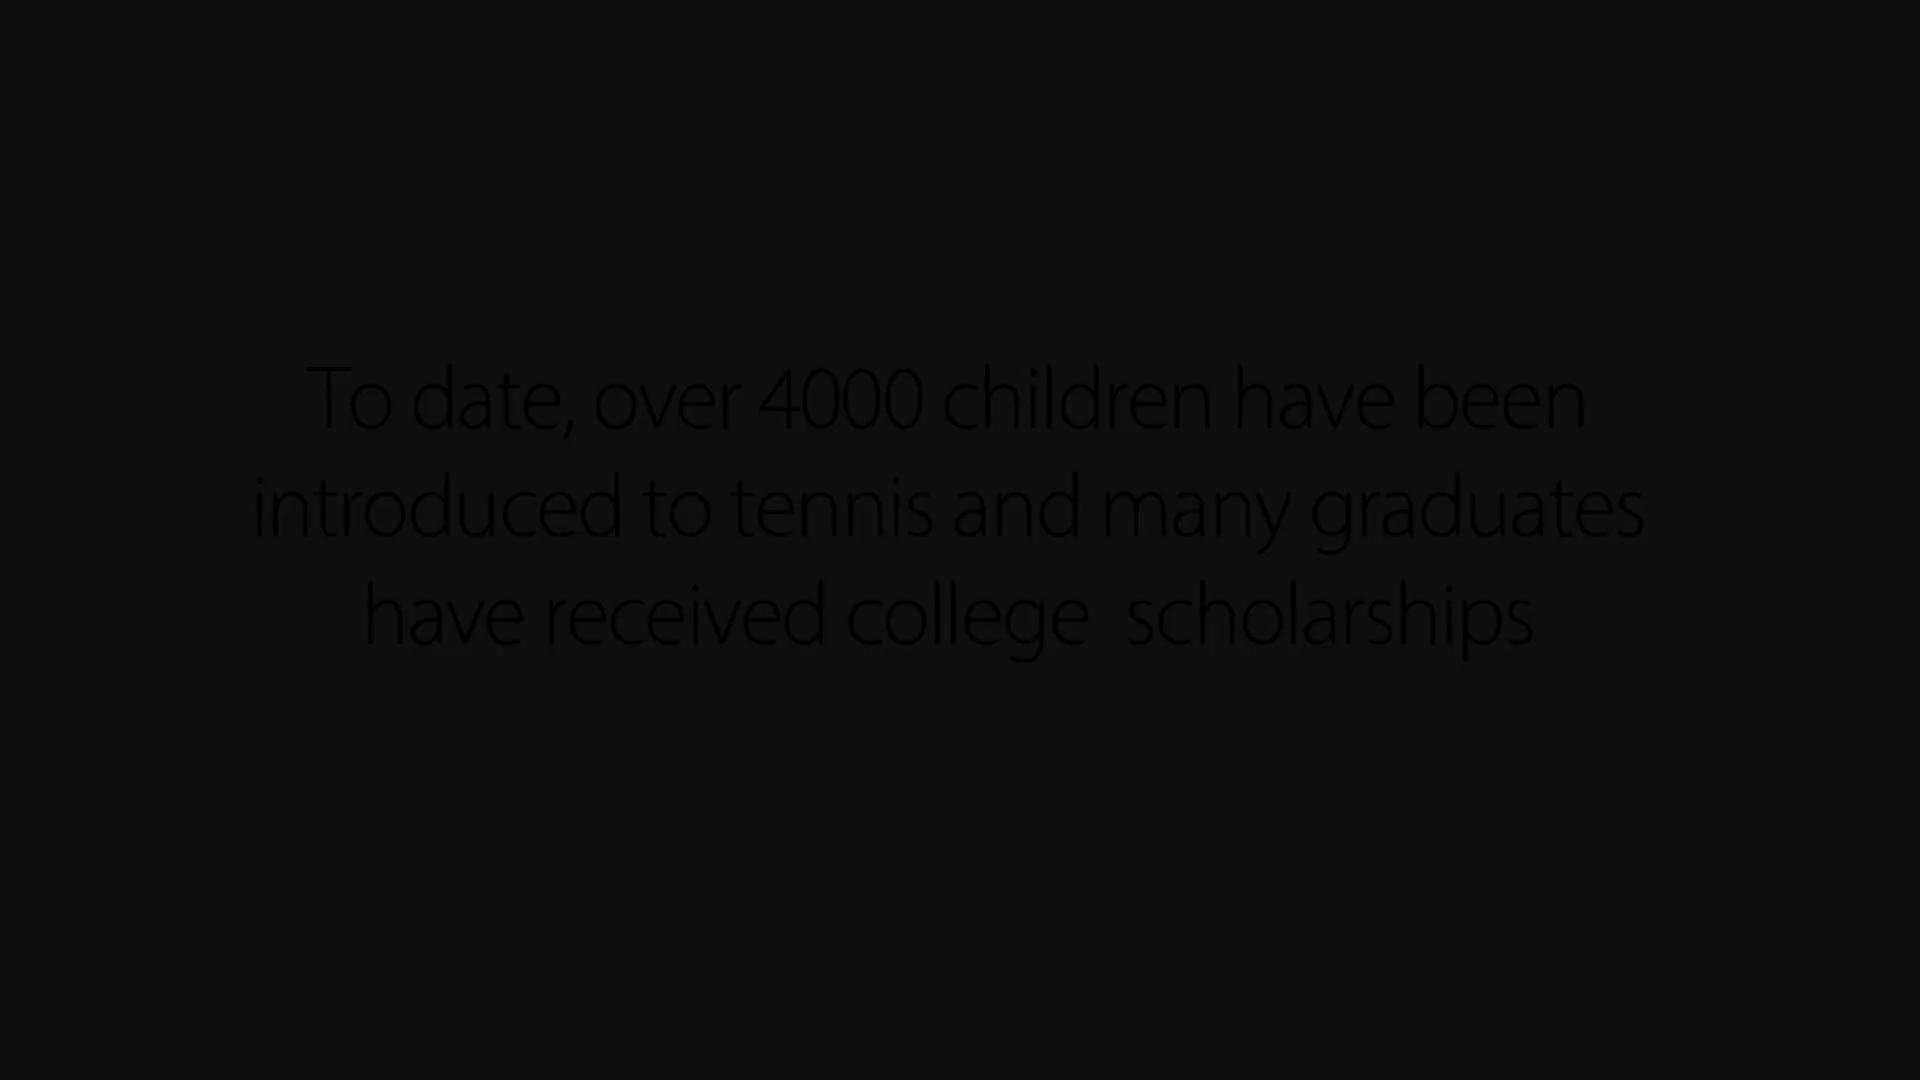 To date, over 4000 children have been
introduced to tennis and many graduates
have received college  scholarships